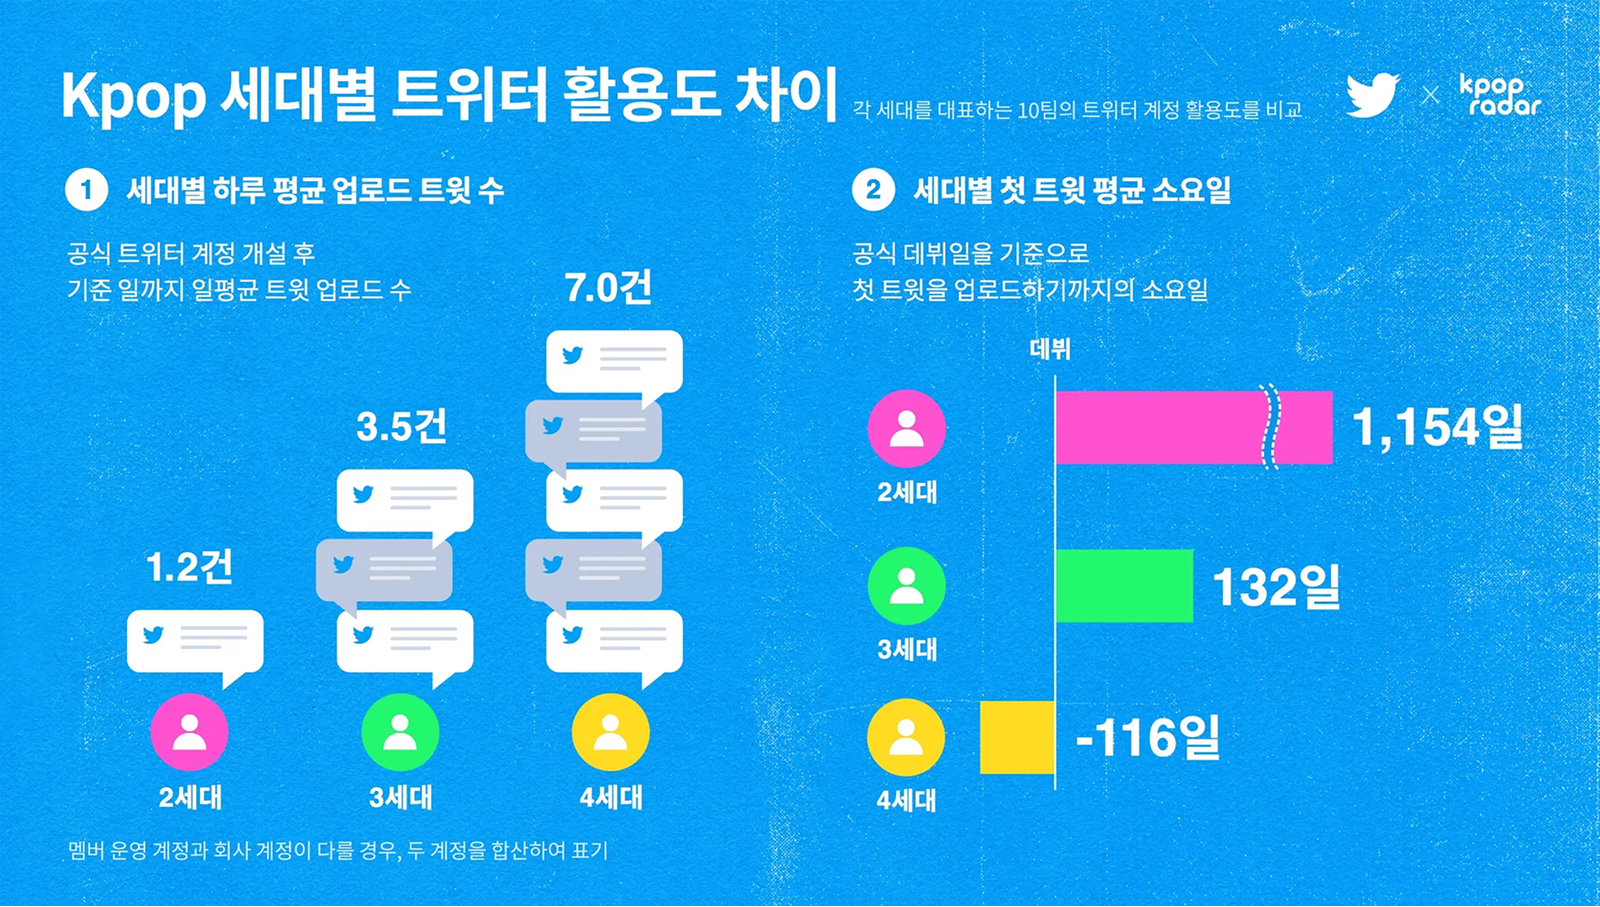 Kpop 세대별 트위터 활용도 차이
각 세대를 대표하는 10팀의 트위터 계정 활용도를 비교
kpop
radar
1 세대별 하루 평균 업로드 트윗 수
공식 트위터 계정 개설 후
기준 일까지 일평균 트윗 업로드 수
1.2건
3.5건
7.0건
2세대
3세대
4세대
멤버 운영 계정과 회사 계정이 다를 경우, 두 계정을 합산하여 표기
2 세대별 첫 트윗 평균 소요일
공식 데뷔일을 기준으로
첫 트윗을 업로드하기까지의 소요일
데뷔
2세대
1,154일
3세대
132일
4세대
-116일